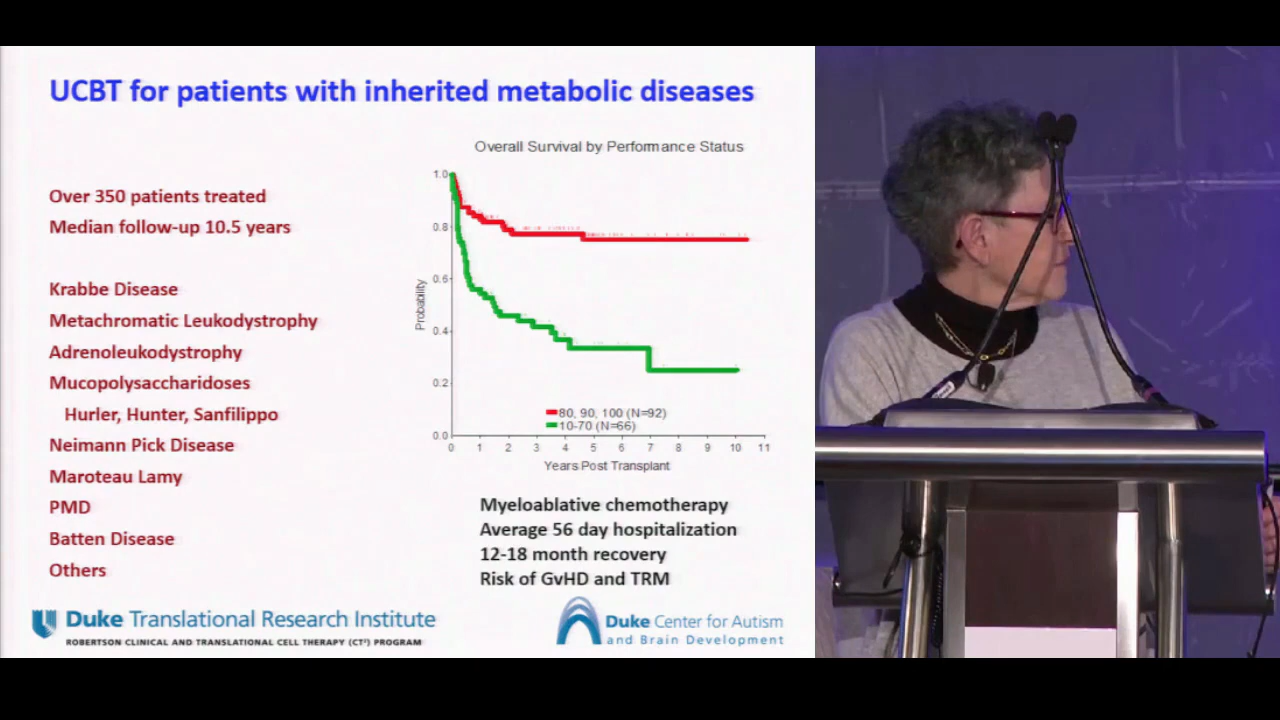 UCBT for patients with inherited metabolic diseases
Over 350 patients treated
Median follow-up 10.5 years
Krabbe Disease
Metachromatic Leukodystrophy
Adrenoleukodystrophy
Mucopolysaccharidoses
Hurler, Hunter, Sanfilippo
Neimann Pick Disease
Maroteau Lamy
PMD
Batten Disease
Others
Overall Survival by Performance Status
1.0
0.8
0.6
0.4
0.2
0.0
Probability
80, 90, 100 (N=92)
10-70 (N=66)
0 1 2 3 4 5 6 7 8 9 10 11
Years Post Transplant
Myeloablative chemotherapy
Average 56 day hospitalization
12-18 month recovery
Risk of GvHD and TRM
Duke Translational Research Institute
ROBERTSON CLINICAL AND TRANSLATIONAL CELL THERAPY (CT²) PROGRAM
Duke Center for Autism
and Brain Development